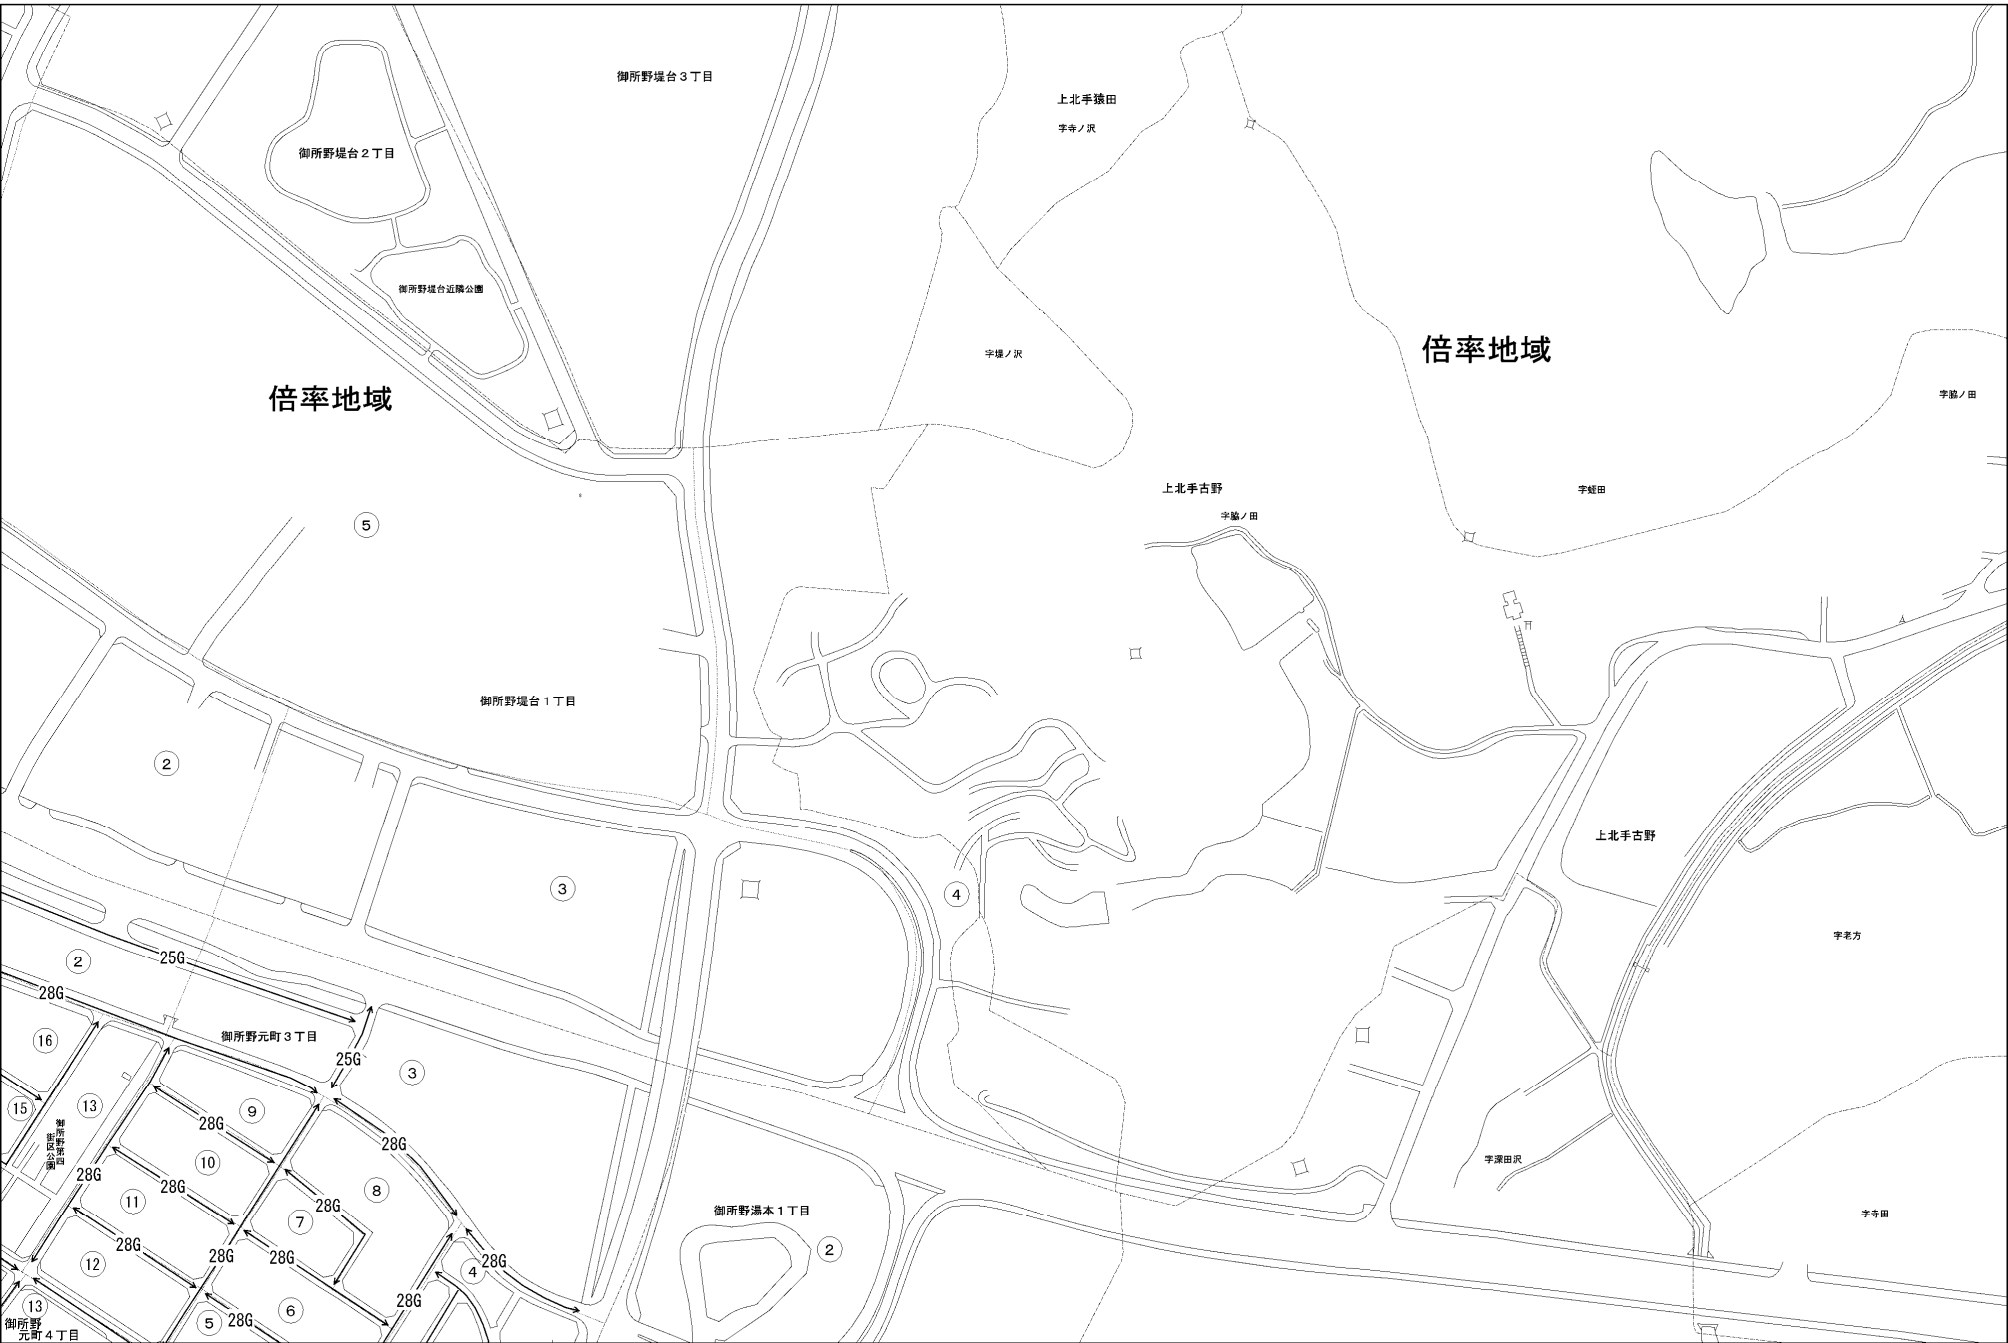 御所野堤台３丁目
上北手猿田
字寺ノ沢
御所野堤台２丁目
御所野堤台近隣公園
字堤ノ沢
倍率地域
倍率地域
字脇ノ田
上北手古野
字脇ノ田
字蛭田
5
御所野堤台１丁目
2
3
4
上北手古野
字老方
25G
2
28G
16
御所野元町３丁目
25G
3
15
13
9
御所野第四
街区公園
28G
28G
10
28G
28G
8
11
28G
7
28G
字深田沢
御所野湯本１丁目
2
字寺田
28G
28G
28G
28G
4
12
28G
13
5
28G
6
御所野
元町４丁目